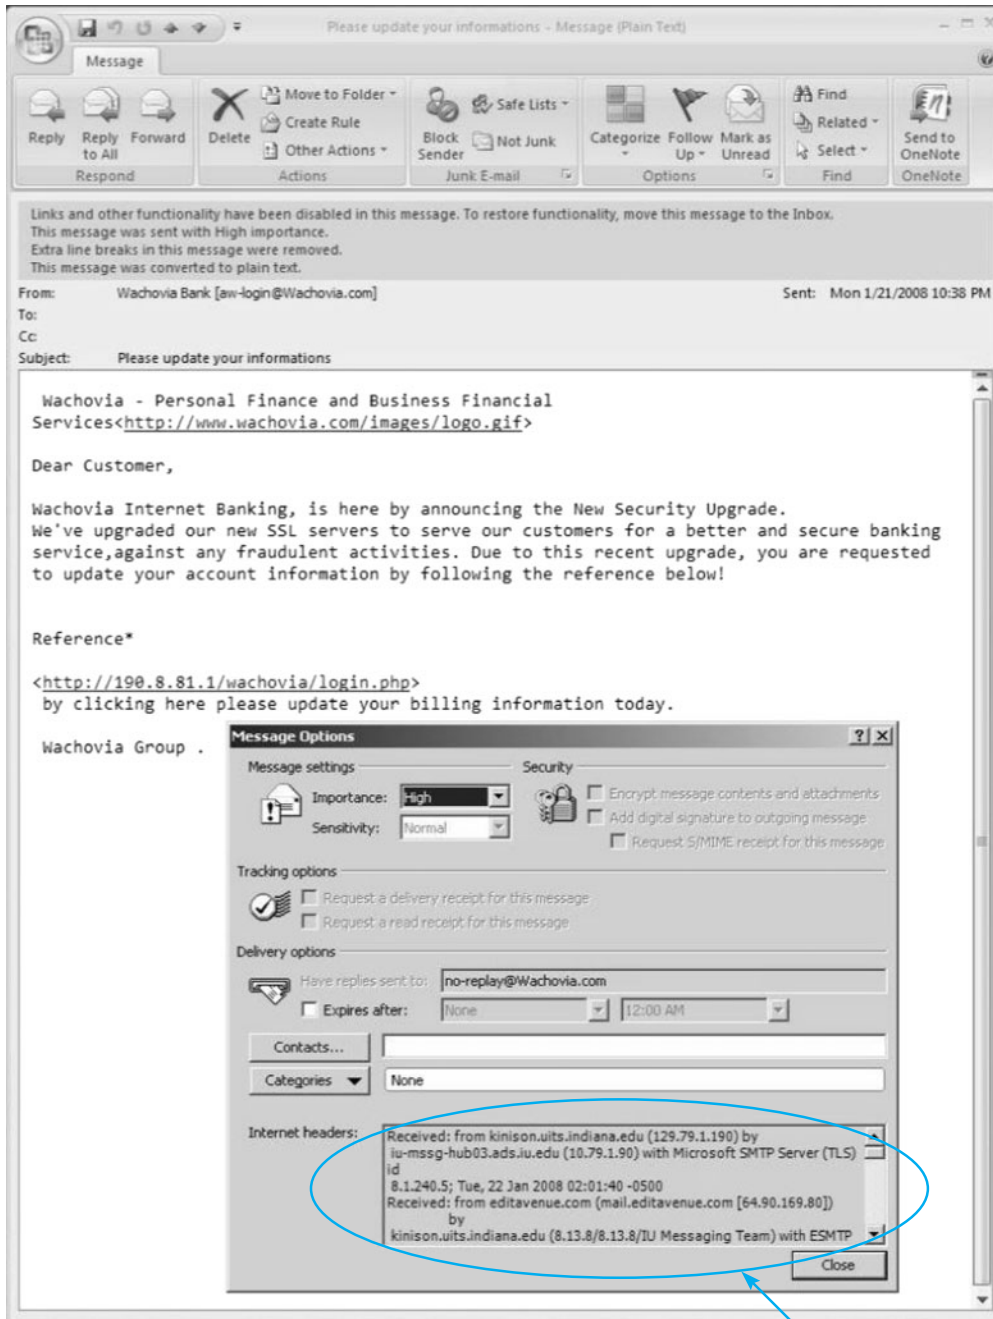 Please update your informations - Message (Plain Text)
Message
Reply
Reply to All
Forward
Respond
Delete
Move to Folder
Create Rule
Other Actions
Actions
Block Sender
Safe Lists
Not Junk
Junk E-mail
Categorize
Follow Up
Mark as Unread
Options
Find
Related
Select
Find
Send to OneNote
OneNote
Links and other functionality have been disabled in this message. To restore functionality, move this message to the Inbox.
This message was sent with High importance.
Extra line breaks in this message were removed.
This message was converted to plain text.
From: Wachovia Bank [aw-login@Wachovia.com] Sent: Mon 1/21/2008 10:38 PM
To:
Cc:
Subject: Please update your informations
Wachovia - Personal Finance and Business Financial
Services<http://www.wachovia.com/images/logo.gif>
Dear Customer,
Wachovia Internet Banking, is here by announcing the New Security Upgrade.
We've upgraded our new SSL servers to serve our customers for a better and secure banking
service,against any fraudulent activities. Due to this recent upgrade, you are requested
to update your account information by following the reference below!
Reference*
<http://190.8.81.1/wachovia/login.php>
by clicking here please update your billing information today.
Wachovia Group .
Message Options
Message settings
Importance: High
Sensitivity: Normal
Security
Encrypt message contents and attachments
Add digital signature to outgoing message
Request S/MIME receipt for this message
Tracking options
Request a delivery receipt for this message
Request a read receipt for this message
Delivery options
Have replies sent to: no-replay@Wachovia.com
Expires after: None 12:00 AM
Contacts...
Categories None
Internet headers:
Received: from kinison.uits.indiana.edu (129.79.1.190) by
iu-mssg-hub03.ads.iu.edu (10.79.1.90) with Microsoft SMTP Server (TLS)
id
8.1.240.5; Tue, 22 Jan 2008 02:01:40 -0500
Received: from editavenue.com (mail.editavenue.com [64.90.169.80])
by
kinison.uits.indiana.edu (8.13.8/8.13.8/IU Messaging Team) with ESMTP
Close